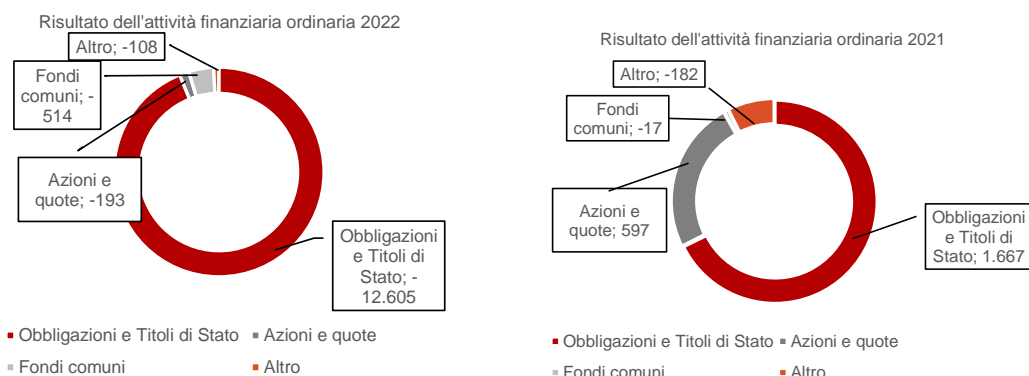 Risultato dell'attività finanziaria ordinaria 2022
Altro; -108
Fondi
comuni; -
514
Azioni e
quote; -193
Obbligazioni
e Titoli di
Stato; -
12.605
Obbligazioni e Titoli di Stato
Azioni e quote
Fondi comuni
Altro
Risultato dell'attività finanziaria ordinaria 2021
Altro; -182
Fondi
comuni; -17
Azioni e
quote; 597
Obbligazioni
e Titoli di
Stato; 1.667
Obbligazioni e Titoli di Stato
Azioni e quote
Fondi comuni
Altro